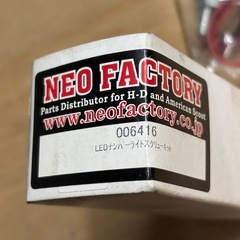 NEO FACTORY
Parts Distributor for H-D and American Scout
www.neofactory.co.jp
006416
LEDナンバーライトスクリューキット